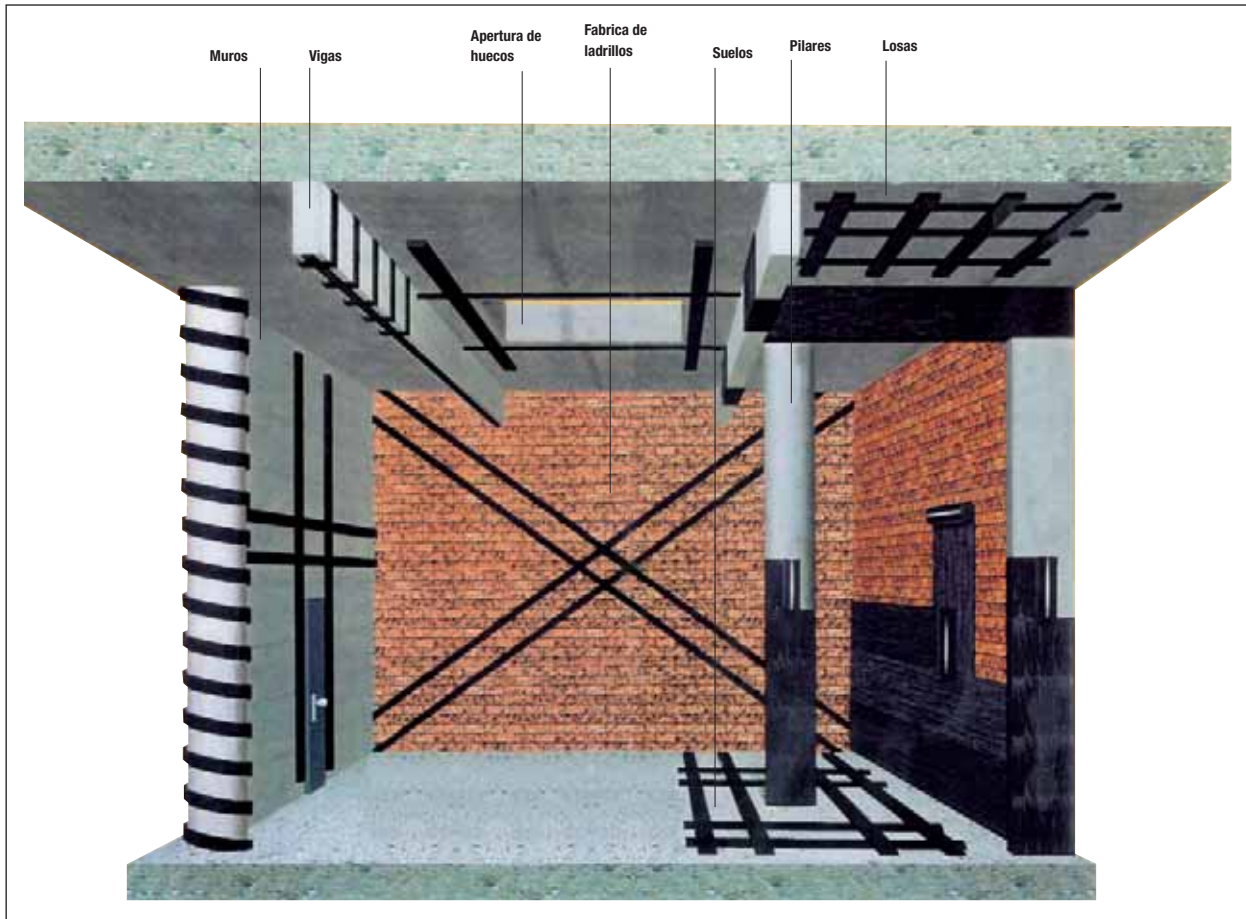 Muros
Vigas
Apertura de
huecos
Fabrica de
ladrillos
Suelos
Pilares
Losas